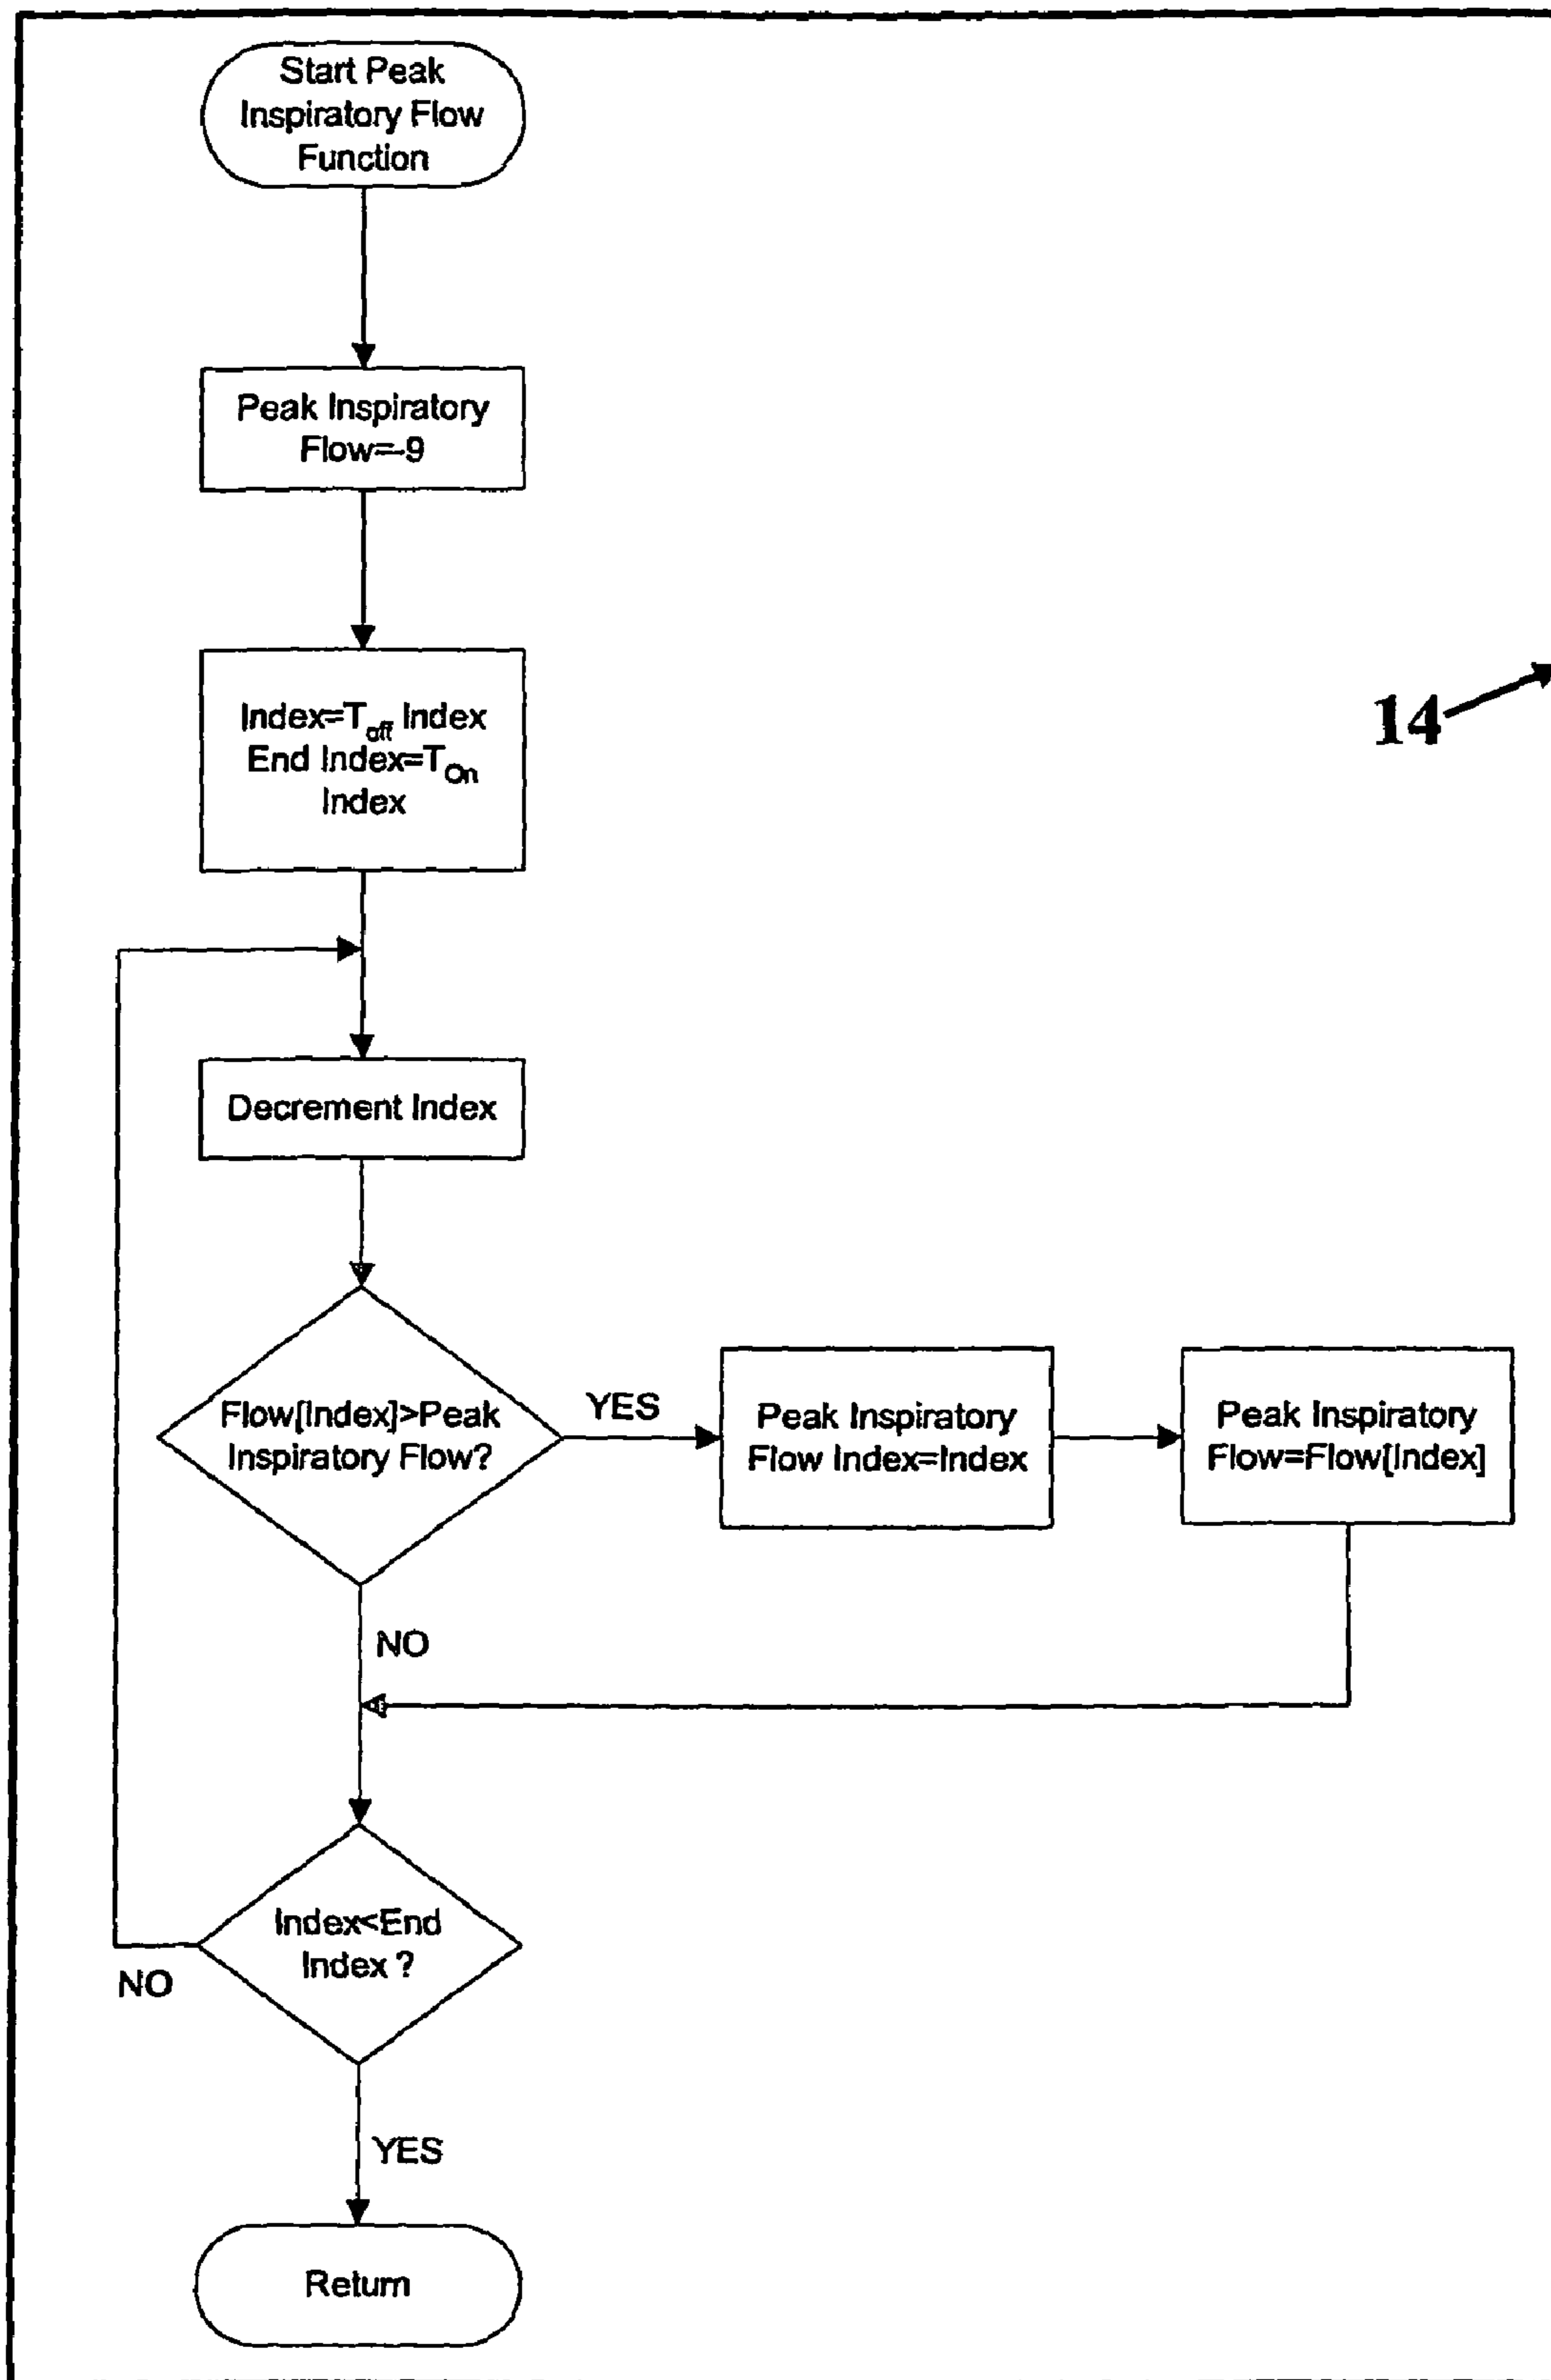 Start Peak
Inspiratory Flow
Function
Peak Inspiratory
Flow=-9
Index=Toff Index
End Index=TOn
Index
14
Decrement Index
Flow[Index]>Peak
Inspiratory Flow?
YES
Peak Inspiratory
Flow Index=Index
Peak Inspiratory
Flow=Flow[Index]
NO
Index<End
Index ?
NO
YES
Return